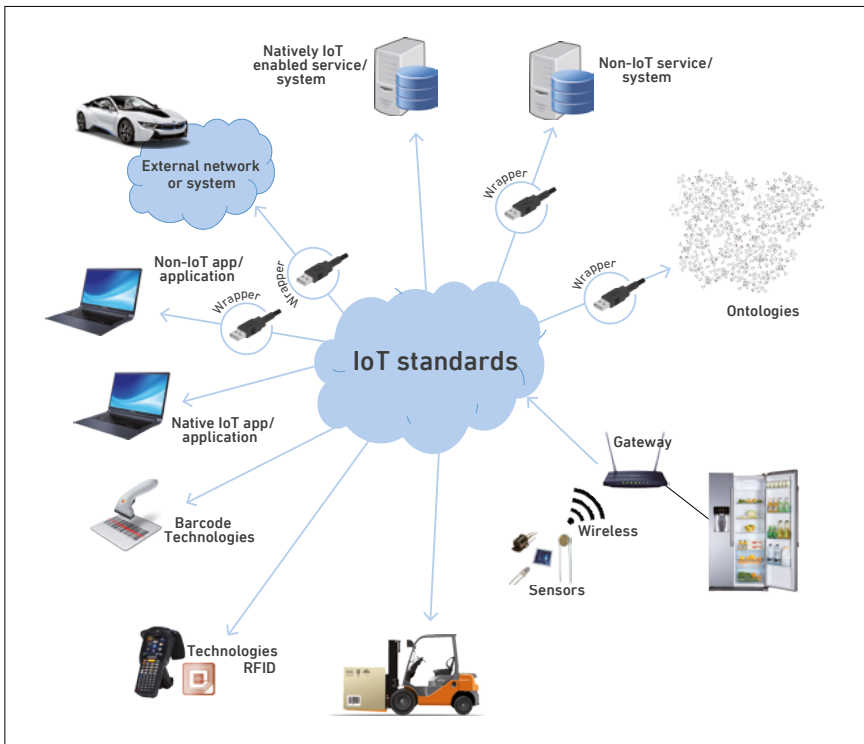 Natively IoT
enabled service/
system
Non-IoT service/
system
External network
or system
Wrapper
Non-IoT app/
application
Wrapper
Wrapper
Wrapper
Ontologies
IoT standards
Native IoT app/
application
Gateway
Barcode
Technologies
Wireless
Sensors
Technologies
RFID